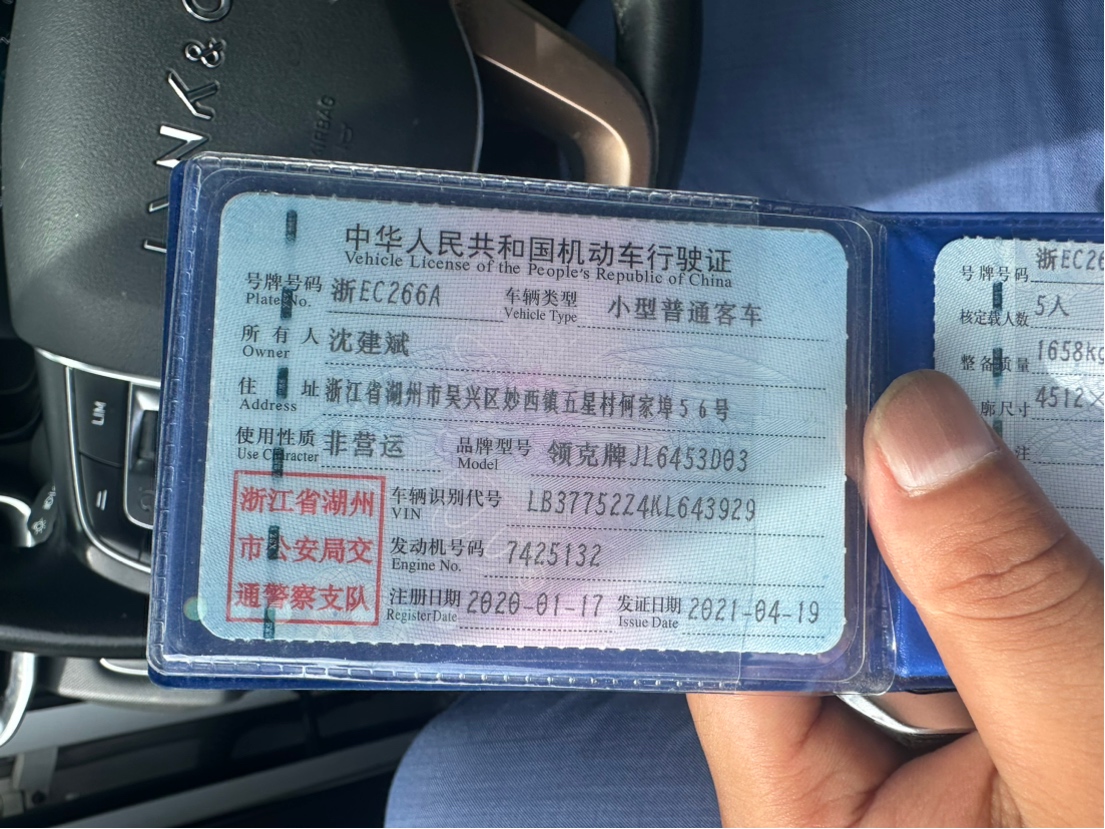 LYNK & CO
AIRBAG
LIM
中华人民共和国机动车行驶证
Vehicle License of the People's Republic of China
号牌号码 浙EC266A 车辆类型 小型普通客车
Plate No. Vehicle Type
所有人 沈建斌
Owner
住址 浙江省湖州市吴兴区妙西镇五星村何家埠56号
Address
使用性质 非营运 品牌型号 领克牌JL6453D03
Use Character Model
浙江省湖州
市公安局交
通警察支队
车辆识别代号 LB37752Z4KL643929
VIN
发动机号码 7425132
Engine No.
注册日期 2020-01-17 发证日期 2021-04-19
Register Date Issue Date
号牌号码 浙EC26
核定载人数 5人
整备质量 1658kg
廓尺寸 4512×
注